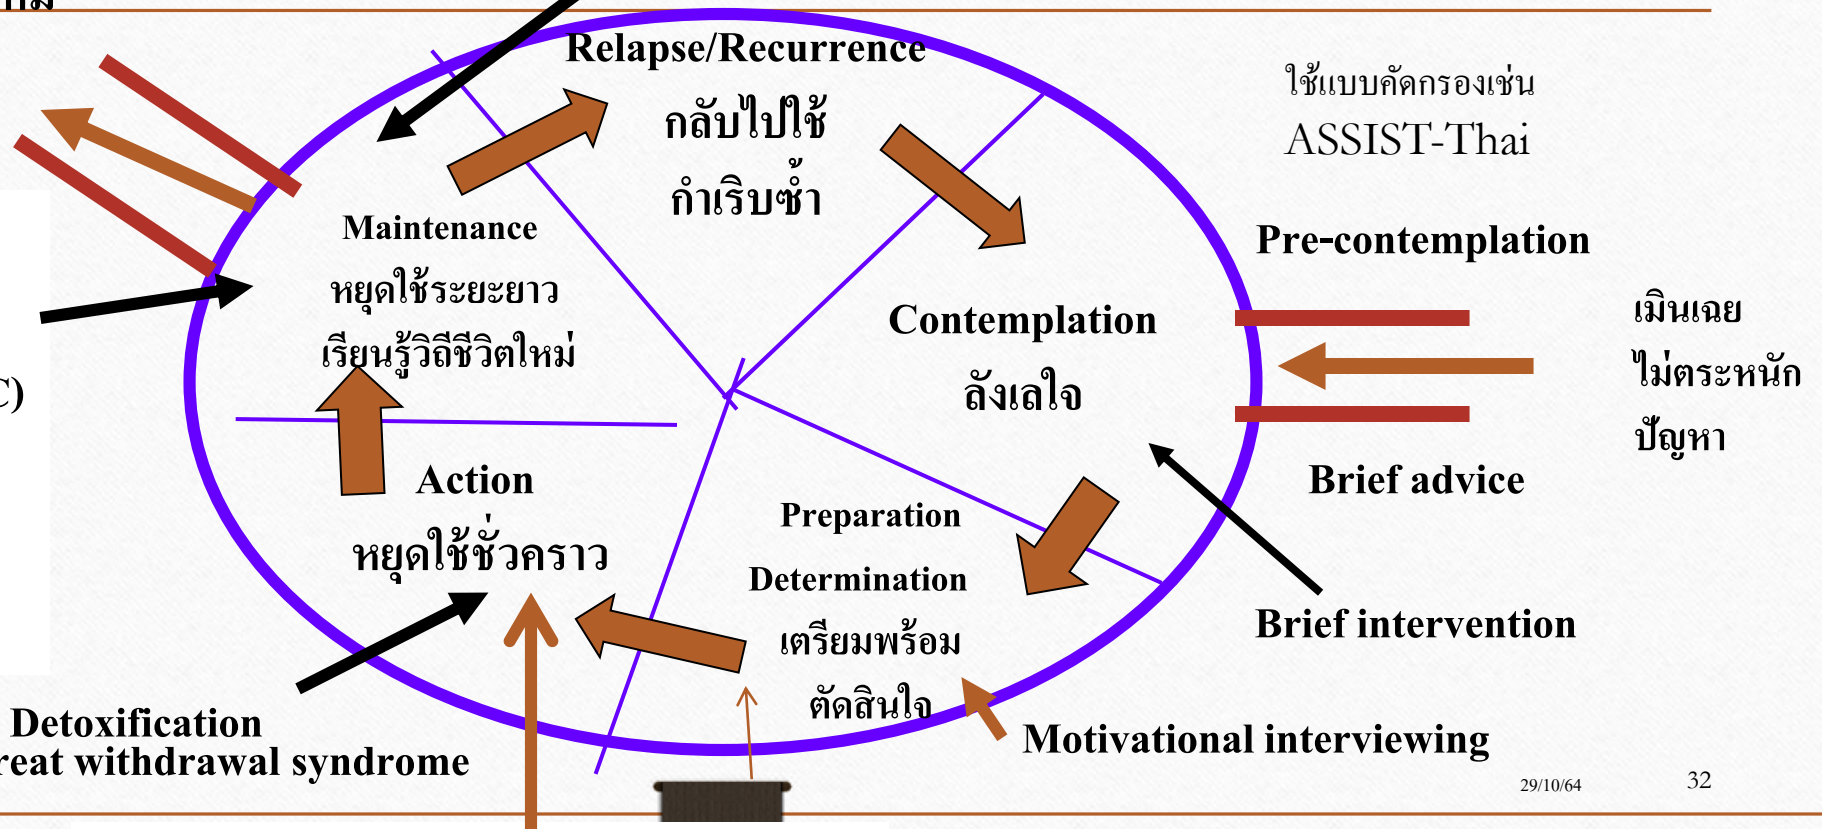 Relapse/Recurrence
กลับไปใช้
กำเริบซ้ำ
ใช้แบบคัดกรองเช่น
ASSIST-Thai
Maintenance
หยุดใช้ระยะยาว
เรียนรู้วิถีชีวิตใหม่
Pre-contemplation
Contemplation
ลังเลใจ
เมินเฉย
ไม่ตระหนัก
ปัญหา
C)
Action
หยุดใช้ชั่วคราว
Brief advice
Preparation
Determination
เตรียมพร้อม
ตัดสินใจ
Brief intervention
Detoxification
reat withdrawal syndrome
Motivational interviewing
29/10/64
32